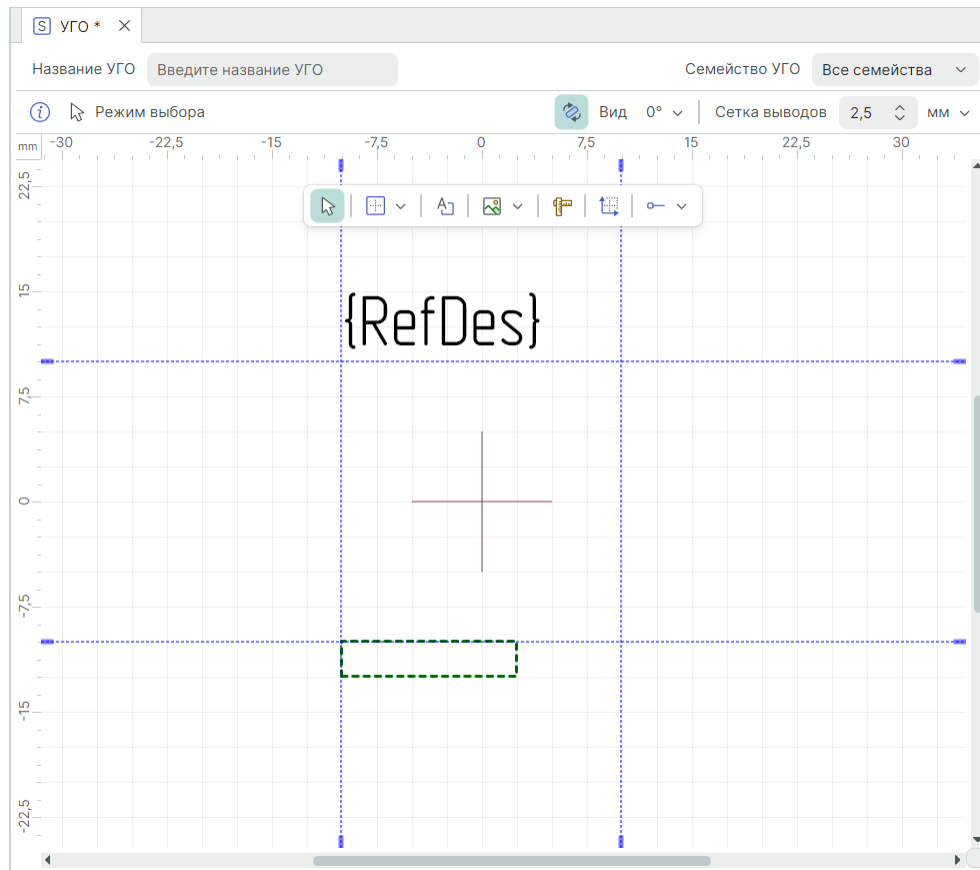 S УГО *
Название УГО Введите название УГО Семейство УГО Все семейства
Режим выбора Вид 0° Сетка выводов 2,5 мм
mm -30 -22,5 -15 -7,5 0 7,5 15 22,5 30
22,5
A
15
{RefDes}
7,5
0
-7,5
-15
-22,5